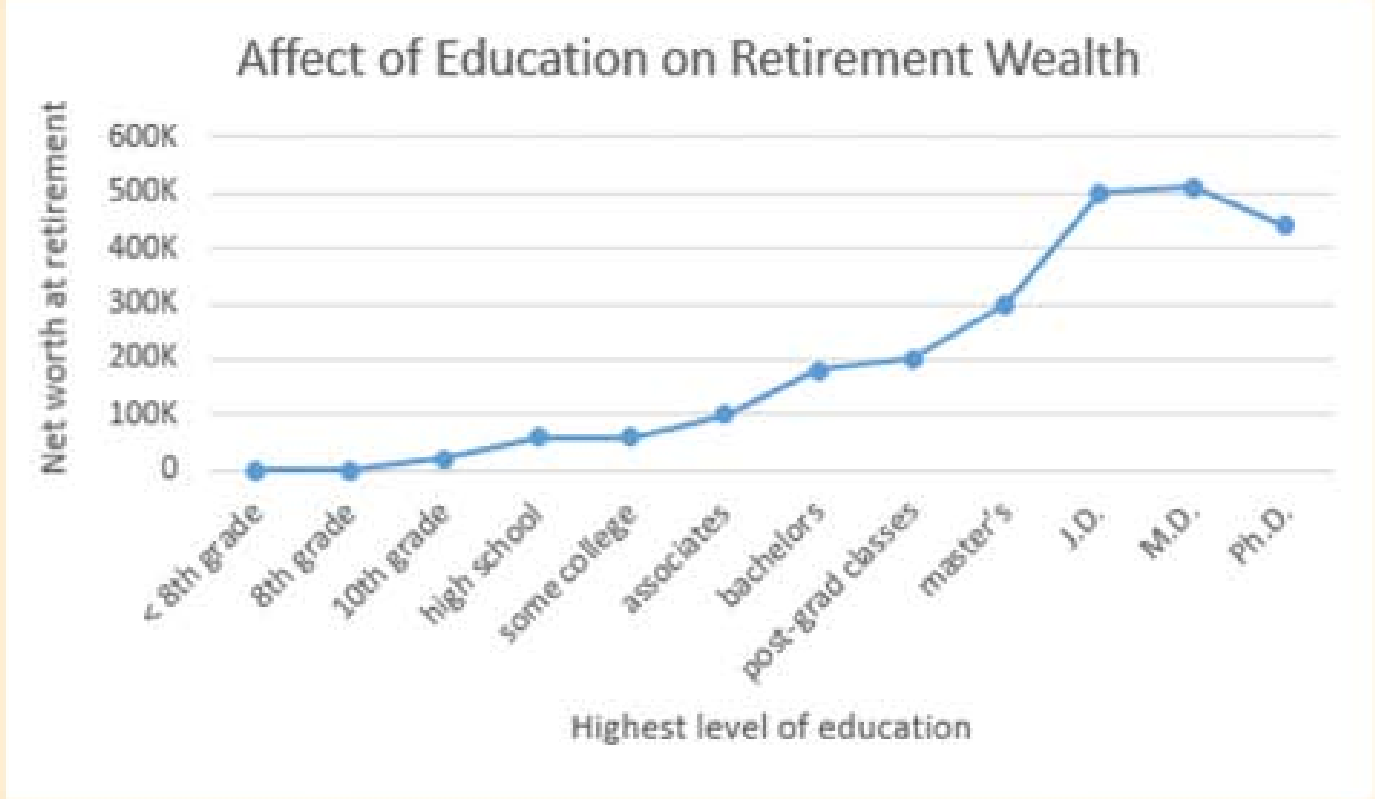 Affect of Education on Retirement Wealth
Net worth at retirement
600K
500K
400K
300K
200K
100K
0
< 8th grade
8th grade
10th grade
high school
some college
associates
bachelors
post-grad classes
master's
J.D.
M.D.
Ph.D.
Highest level of education